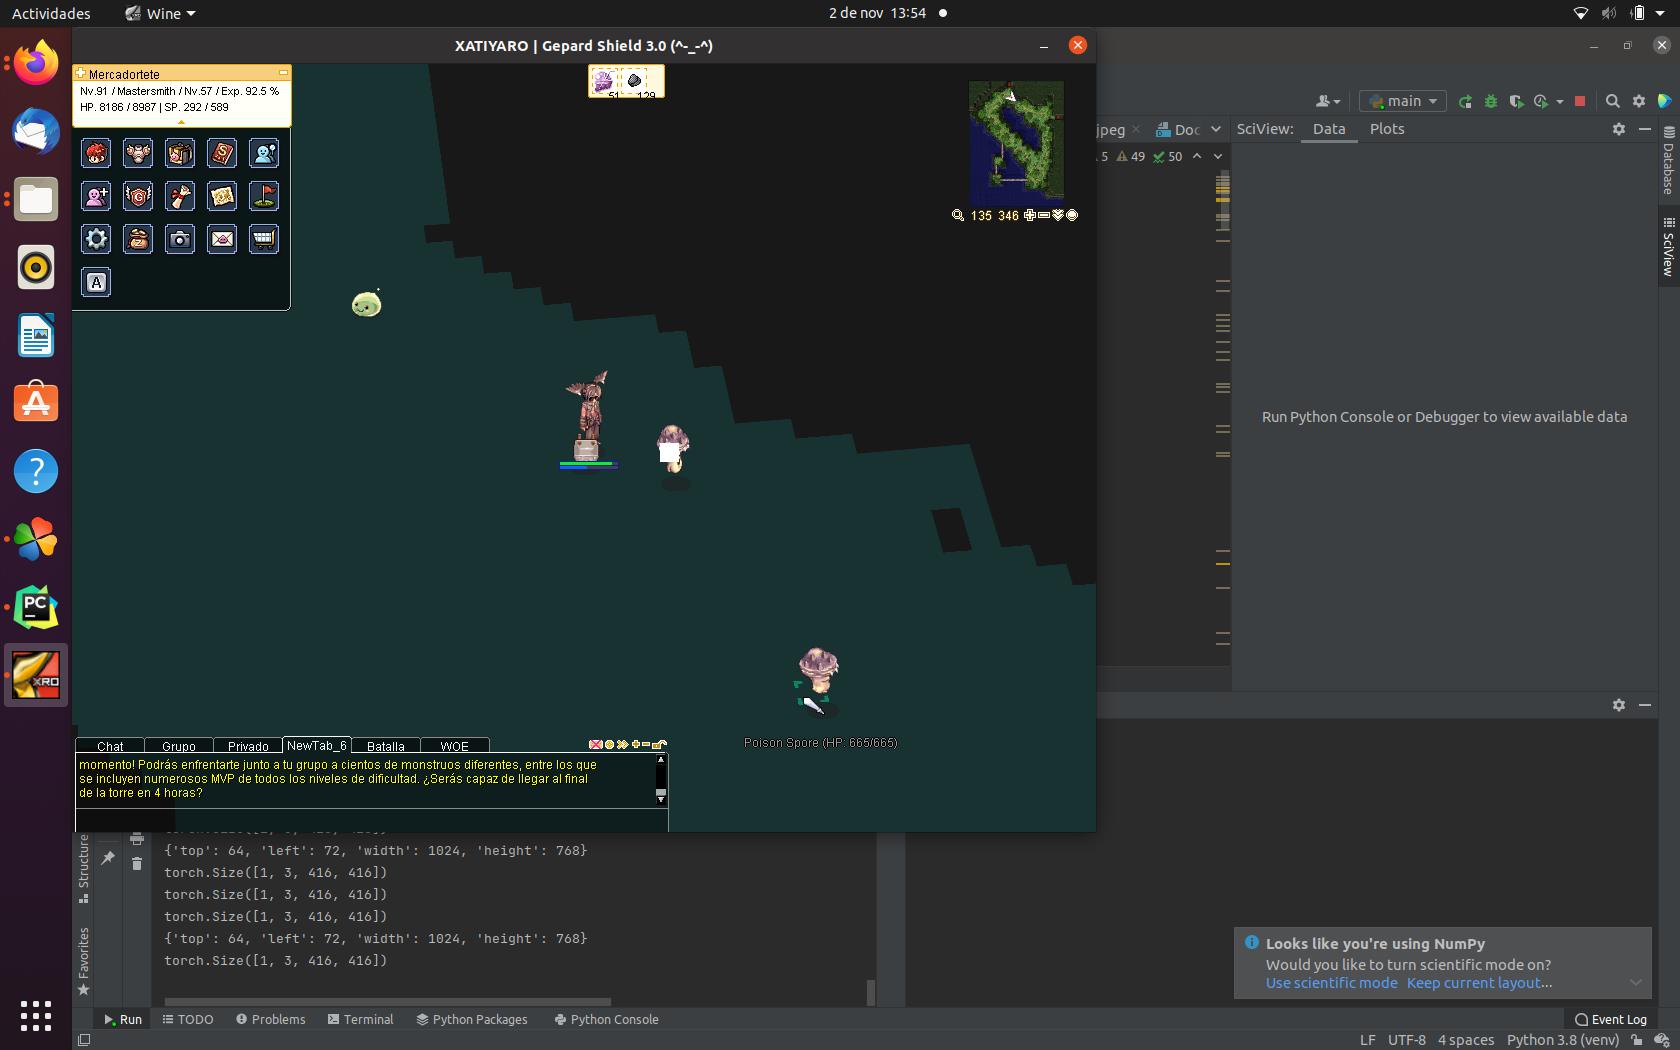 Actividades
Wine
2 de nov 13:54
XATIYARO | Gepard Shield 3.0 (^-_-^)
Mercadortete
Nv.91 / Mastersmith / Nv.57 / Exp. 92.5 %
HP. 8186 / 8987 | SP. 292 / 589
51
129
A
135 346
main
jpeg
Doc
SciView:
Data
Plots
5
49
50
Database
SciView
Run Python Console or Debugger to view available data
PC
XRO
Poison Spore (HP: 665/665)
Chat
Grupo
Privado
NewTab_6
Batalla
WOE
momento! Podrás enfrentarte junto a tu grupo a cientos de monstruos diferentes, entre los que
se incluyen numerosos MVP de todos los niveles de dificultad. ¿Serás capaz de llegar al final
de la torre en 4 horas?
Structure
Favorites
{'top': 64, 'left': 72, 'width': 1024, 'height': 768}
torch.Size([1, 3, 416, 416])
torch.Size([1, 3, 416, 416])
torch.Size([1, 3, 416, 416])
{'top': 64, 'left': 72, 'width': 1024, 'height': 768}
torch.Size([1, 3, 416, 416])
Looks like you're using NumPy
Would you like to turn scientific mode on?
Use scientific mode Keep current layout...
Run
TODO
Problems
Terminal
Python Packages
Python Console
Event Log
LF UTF-8 4 spaces Python 3.8 (venv)